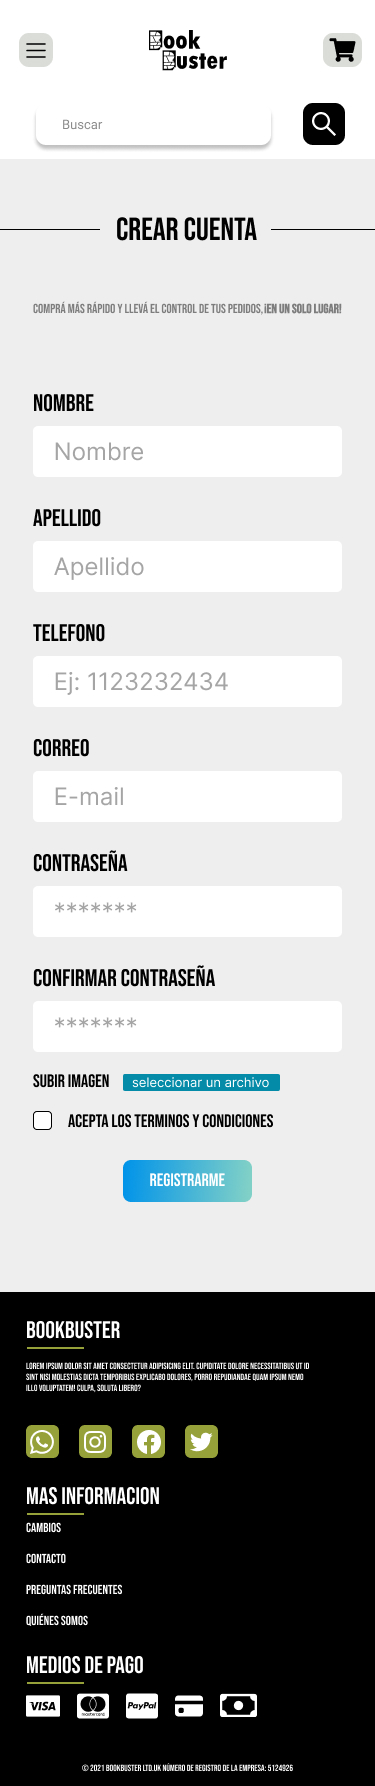 Book
Buster
Buscar
CREAR CUENTA
COMPRÁ MÁS RÁPIDO Y LLEVÁ EL CONTROL DE TUS PEDIDOS,¡EN UN SOLO LUGAR!
NOMBRE
Nombre
APELLIDO
Apellido
TELEFONO
Ej: 1123232434
CORREO
E-mail
CONTRASEÑA
*******
CONFIRMAR CONTRASEÑA
*******
SUBIR IMAGEN seleccionar un archivo
ACEPTA LOS TERMINOS Y CONDICIONES
REGISTRARME
BOOKBUSTER
LOREM IPSUM DOLOR SIT AMET CONSECTETUR ADIPISICING ELIT. CUPIDITATE DOLORE NECESSITATIBUS UT ID
SINT NISI MOLESTIAS DICTA TEMPORIBUS EXPLICABO DOLORES, PORRO REPUDIANDAE QUAM IPSUM NEMO
ILLO VOLUPTATEM! CULPA, SOLUTA LIBERO?
MAS INFORMACION
CAMBIOS
CONTACTO
PREGUNTAS FRECUENTES
QUIÉNES SOMOS
MEDIOS DE PAGO
VISA mastercard PayPal
© 2021 BOOKBUSTER LTD.UK NÚMERO DE REGISTRO DE LA EMPRESA: 5124926